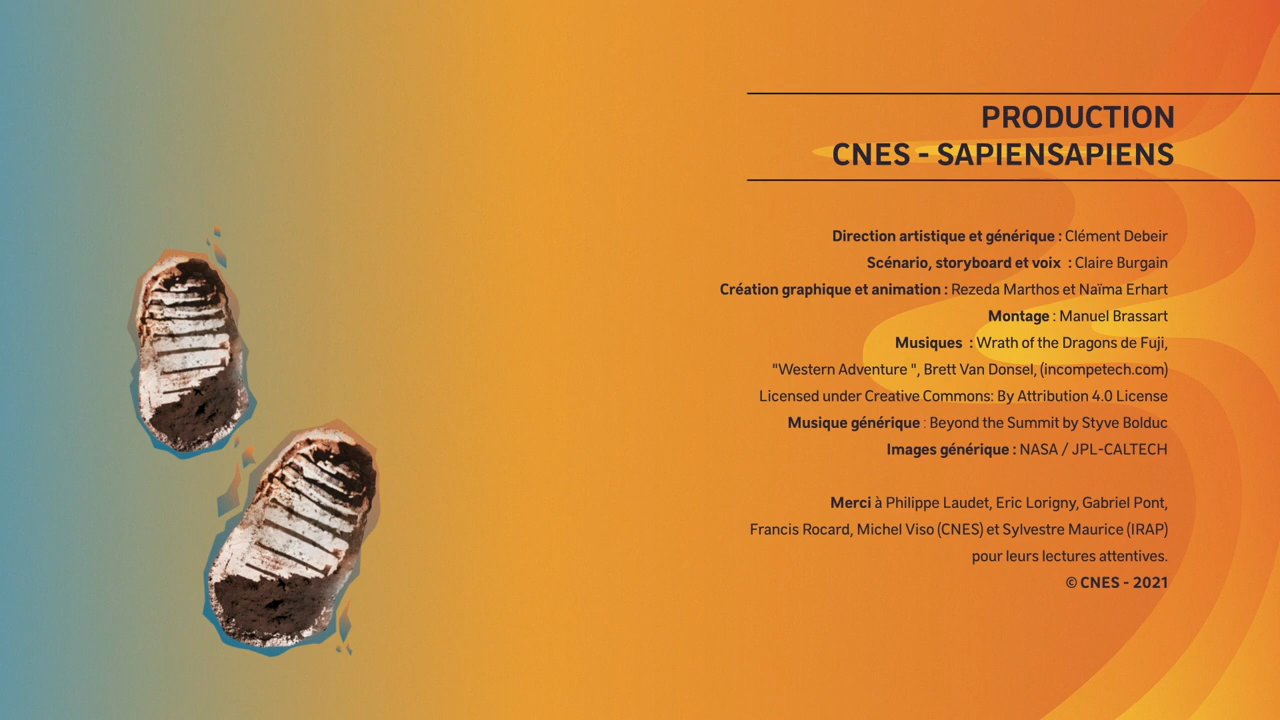 PRODUCTION
CNES - SAPIENSAPIENS
Direction artistique et générique : Clément Debeir
Scénario, storyboard et voix : Claire Burgain
Création graphique et animation : Rezeda Marthos et Naïma Erhart
Montage : Manuel Brassart
Musiques : Wrath of the Dragons de Fuji,
"Western Adventure ", Brett Van Donsel, (incompetech.com)
Licensed under Creative Commons: By Attribution 4.0 License
Musique générique : Beyond the Summit by Styve Bolduc
Images générique : NASA / JPL-CALTECH
Merci à Philippe Laudet, Eric Lorigny, Gabriel Pont,
Francis Rocard, Michel Viso (CNES) et Sylvestre Maurice (IRAP)
pour leurs lectures attentives.
© CNES - 2021